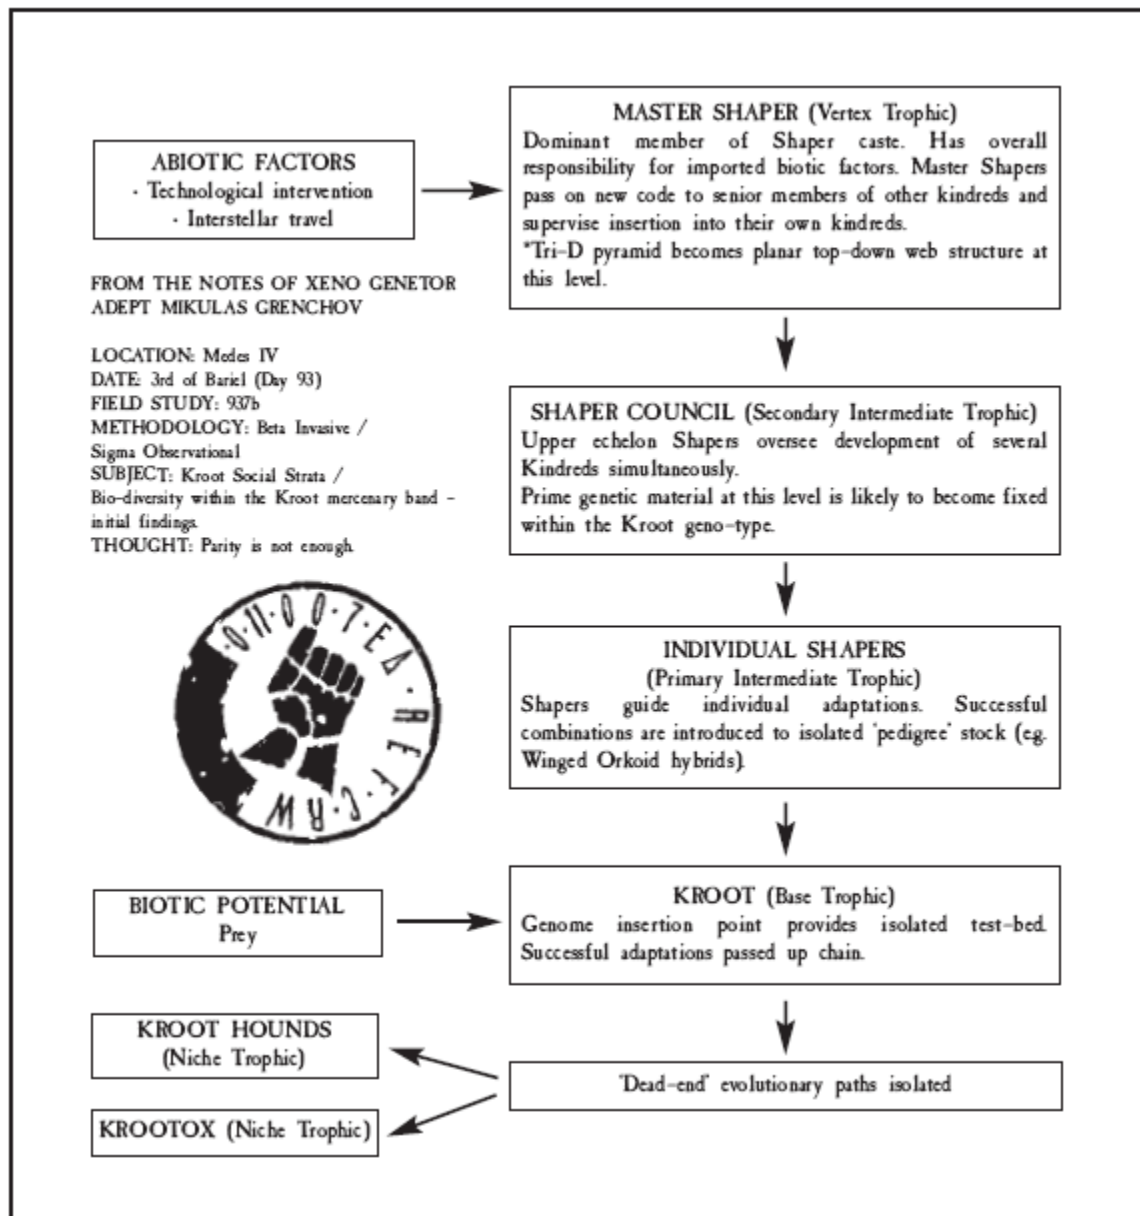 ABIOTIC FACTORS
· Technological intervention
· Interstellar travel
MASTER SHAPER (Vertex Trophic)
Dominant member of Shaper caste. Has overall
responsibility for imported biotic factors. Master Shapers
pass on new code to senior members of other kindreds and
supervise insertion into their own kindreds.
*Tri-D pyramid becomes planar top-down web structure at
this level.
FROM THE NOTES OF XENO GENETOR
ADEPT MIKULAS GRENCHOV
LOCATION: Medes IV
DATE: 3rd of Bariel (Day 93)
FIELD STUDY: 937b
METHODOLOGY: Beta Invasive /
Sigma Observational
SUBJECT: Kroot Social Strata /
Bio-diversity within the Kroot mercenary band -
initial findings.
THOUGHT: Parity is not enough.
SHAPER COUNCIL (Secondary Intermediate Trophic)
Upper echelon Shapers oversee development of several
Kindreds simultaneously.
Prime genetic material at this level is likely to become fixed
within the Kroot geno-type.
INDIVIDUAL SHAPERS
(Primary Intermediate Trophic)
Shapers guide individual adaptations. Successful
combinations are introduced to isolated 'pedigree' stock (e.g.
Winged Orkoid hybrids).
BIOTIC POTENTIAL
Prey
KROOT (Base Trophic)
Genome insertion point provides isolated test-bed.
Successful adaptations passed up chain.
KROOT HOUNDS
(Niche Trophic)
KROOTOX (Niche Trophic)
'Dead-end' evolutionary paths isolated